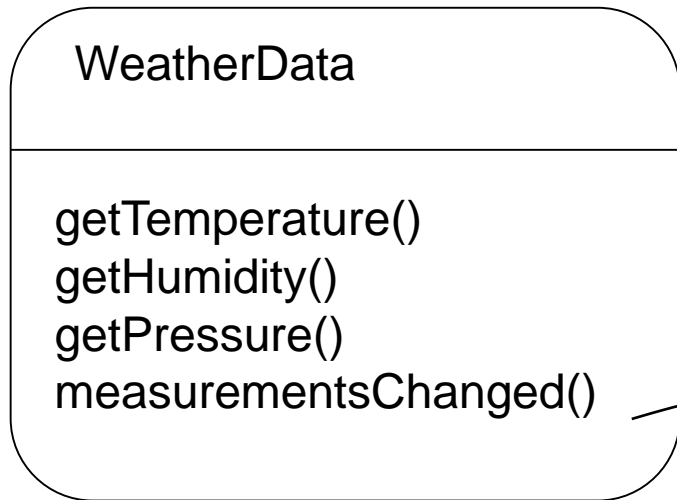 WeatherData
getTemperature()
getHumidity()
getPressure()
measurementsChanged()